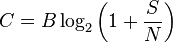 C = B log₂ (1 + S/N)